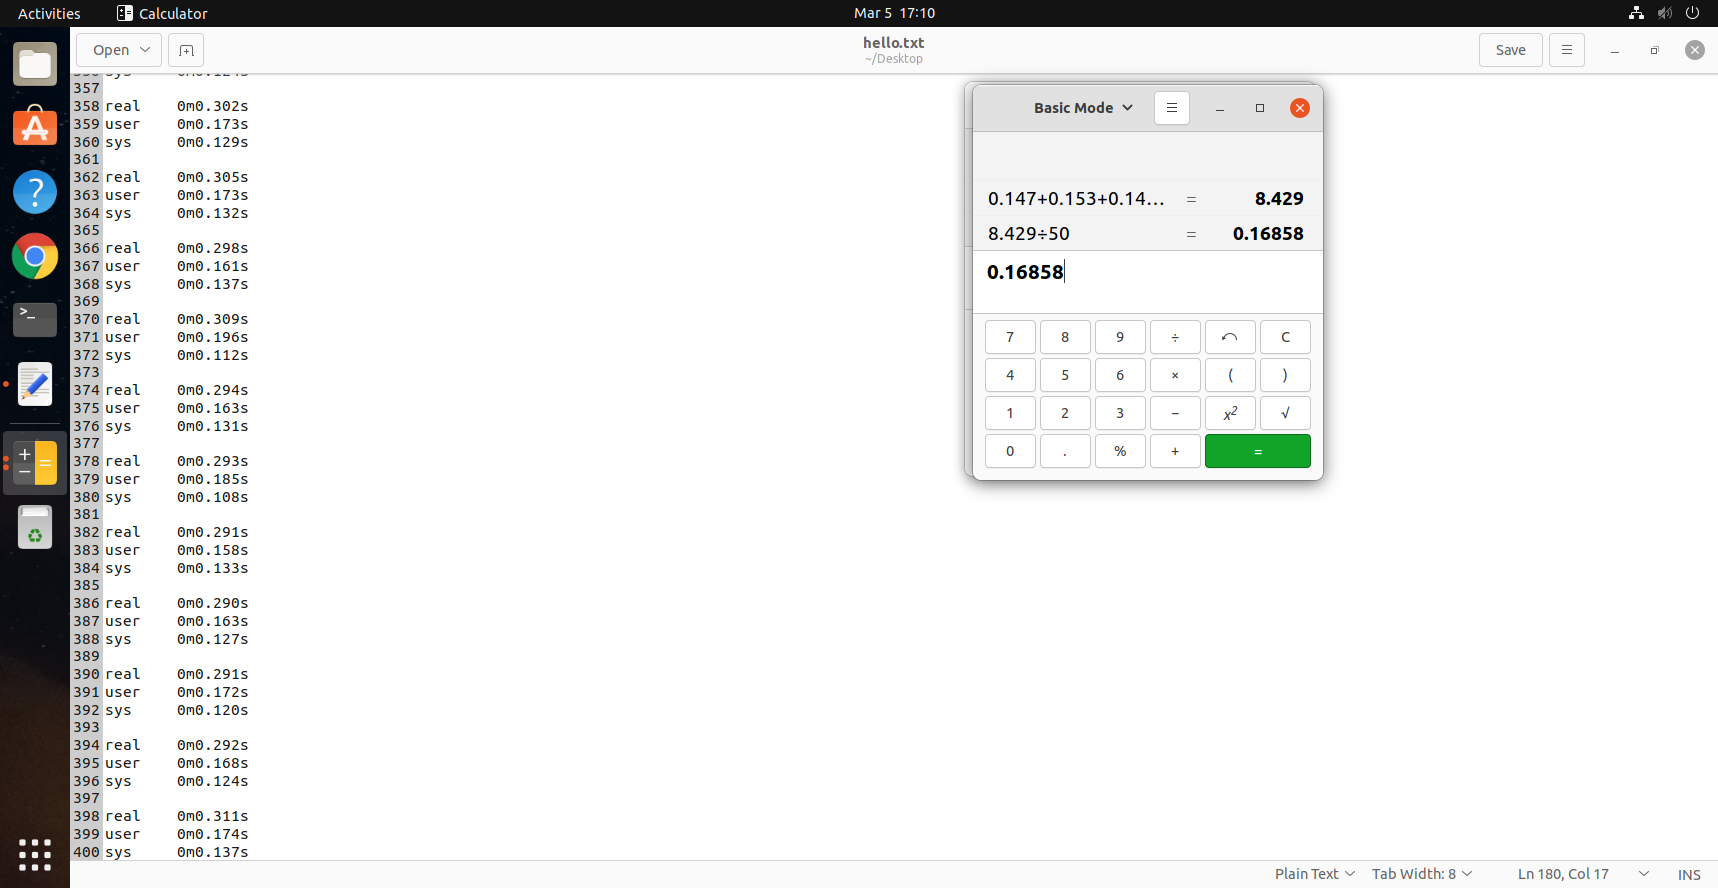 Activities
Calculator
Mar 5 17:10
Open
hello.txt
~/Desktop
Save
357
358 real 0m0.302s
359 user 0m0.173s
360 sys 0m0.129s
361
362 real 0m0.305s
363 user 0m0.173s
364 sys 0m0.132s
365
366 real 0m0.298s
367 user 0m0.161s
368 sys 0m0.137s
369
370 real 0m0.309s
371 user 0m0.196s
372 sys 0m0.112s
373
374 real 0m0.294s
375 user 0m0.163s
376 sys 0m0.131s
377
378 real 0m0.293s
379 user 0m0.185s
380 sys 0m0.108s
381
382 real 0m0.291s
383 user 0m0.158s
384 sys 0m0.133s
385
386 real 0m0.290s
387 user 0m0.163s
388 sys 0m0.127s
389
390 real 0m0.291s
391 user 0m0.172s
392 sys 0m0.120s
393
394 real 0m0.292s
395 user 0m0.168s
396 sys 0m0.124s
397
398 real 0m0.311s
399 user 0m0.174s
400 sys 0m0.137s
Basic Mode
0.147+0.153+0.14… = 8.429
8.429÷50 = 0.16858
0.16858
7 8 9 ÷ C
4 5 6 × ( )
1 2 3 − x² √
0 . % + =
Plain Text
Tab Width: 8
Ln 180, Col 17
INS